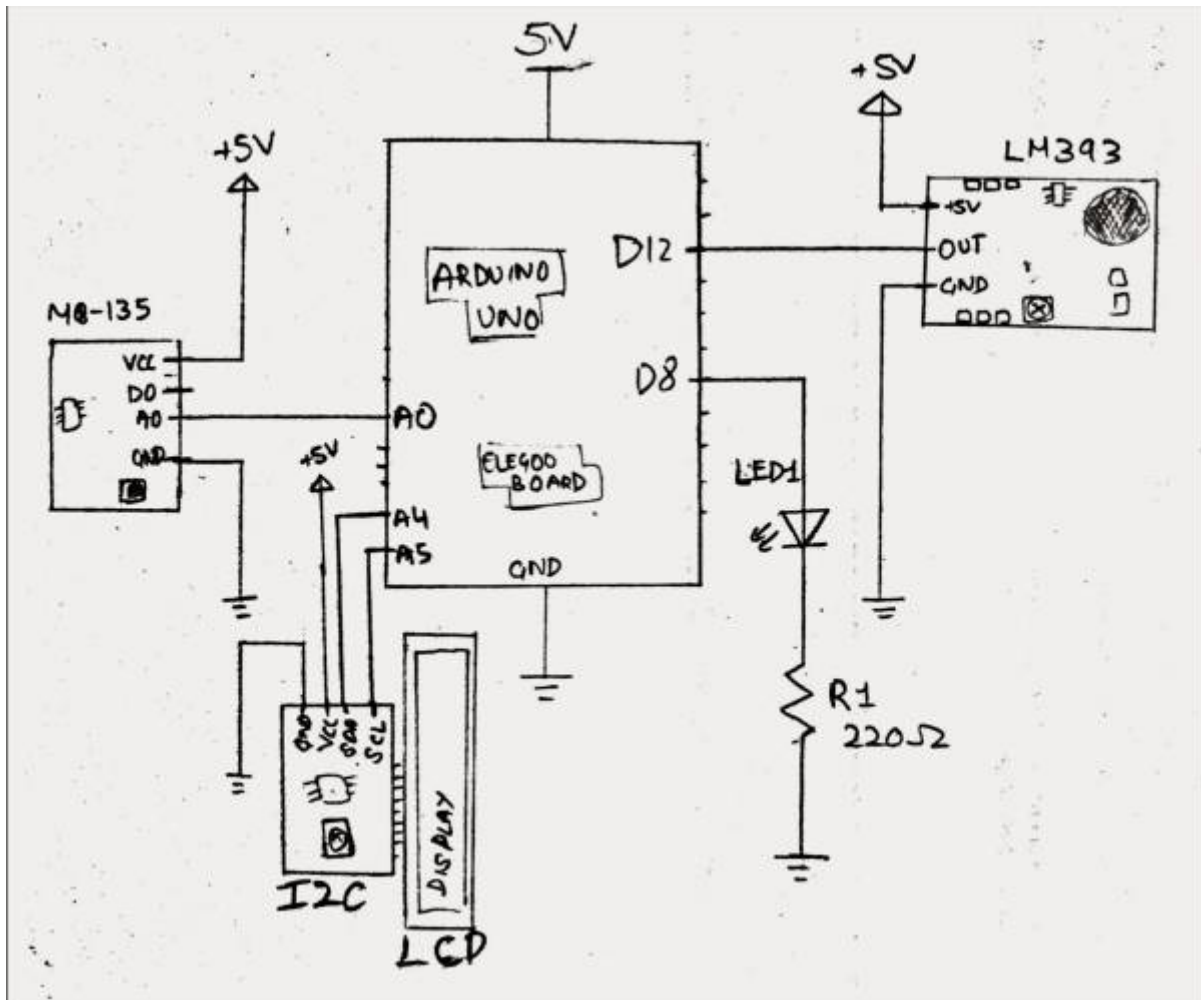 5V
+5V
LM393
+5V
OUT
GND
+5V
MQ-135
VCC
DO
AO
GND
ARDUINO
UNO
D12
D8
A0
ELEGOO
BOARD
A4
A5
GND
+5V
LED1
R1
220Ω
GND
VCC
SDA
SCL
I2C
DISPLAY
LCD